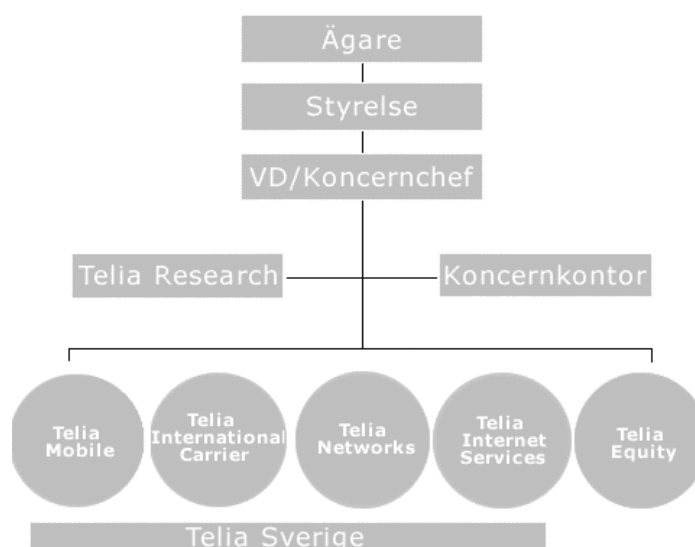 Ägare
Styrelse
VD/Koncernchef
Telia Research
Koncernkontor
Telia
Mobile
Telia
International
Carrier
Telia
Networks
Telia
Internet
Services
Telia
Equity
Telia Sverige